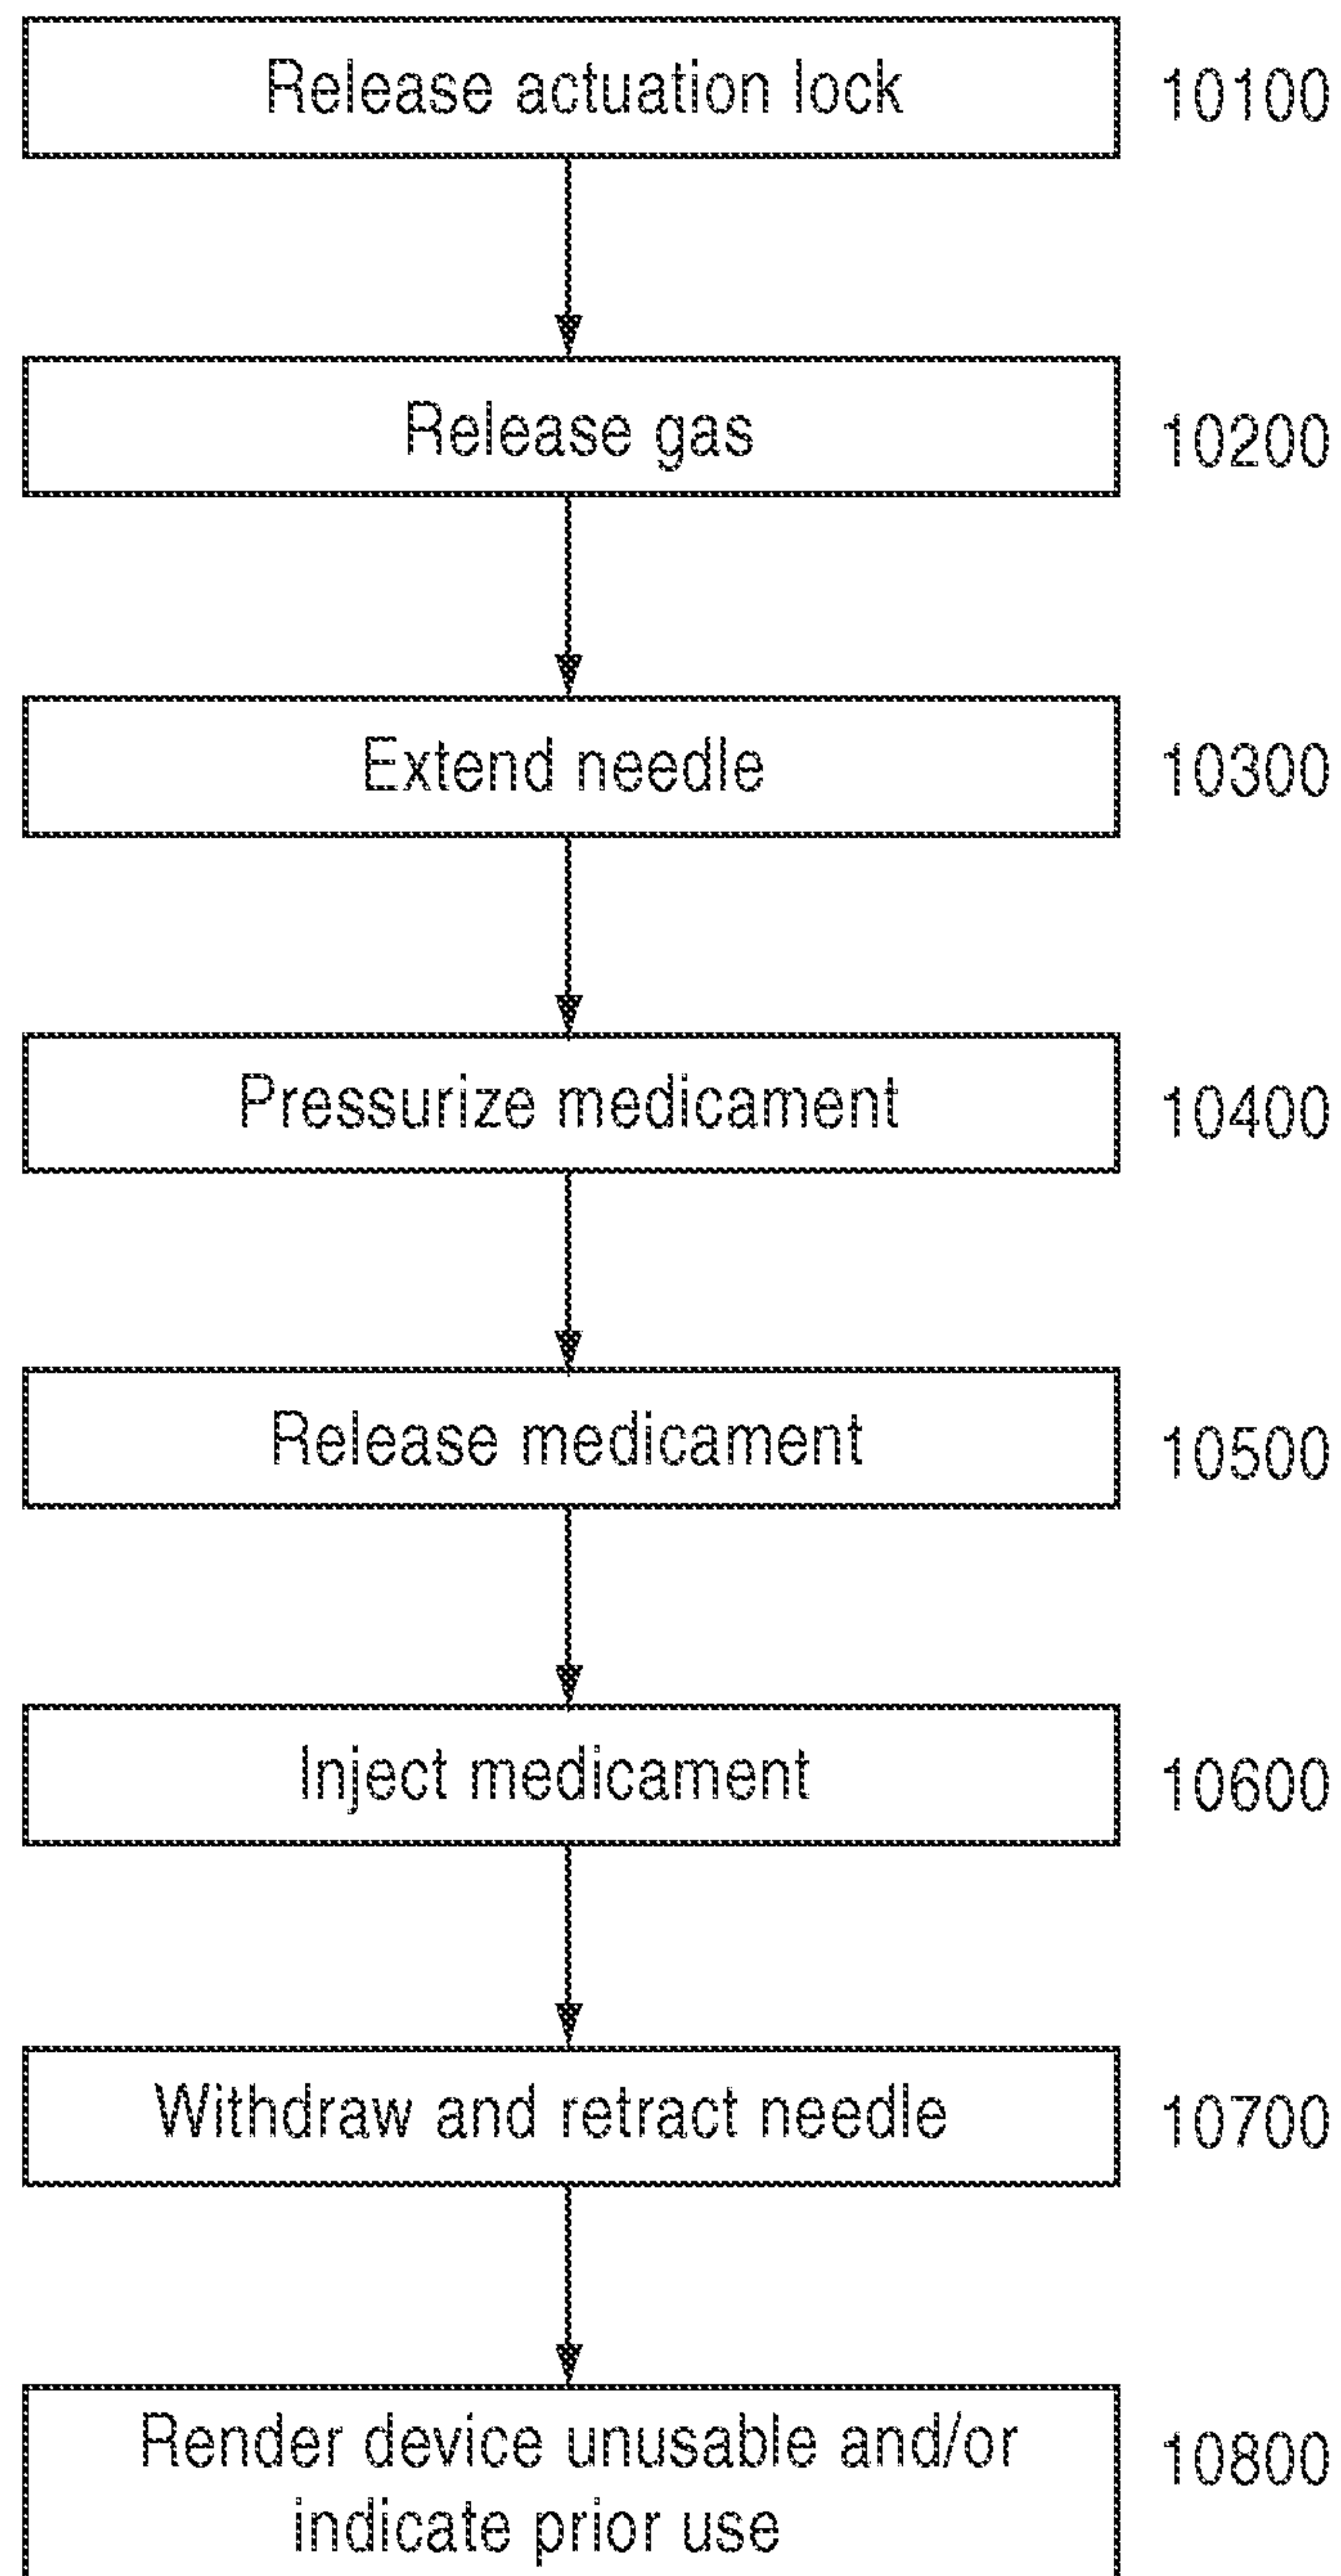 Release actuation lock 10100
Release gas 10200
Extend needle 10300
Pressurize medicament 10400
Release medicament 10500
Inject medicament 10600
Withdraw and retract needle 10700
Render device unusable and/or 10800
indicate prior use